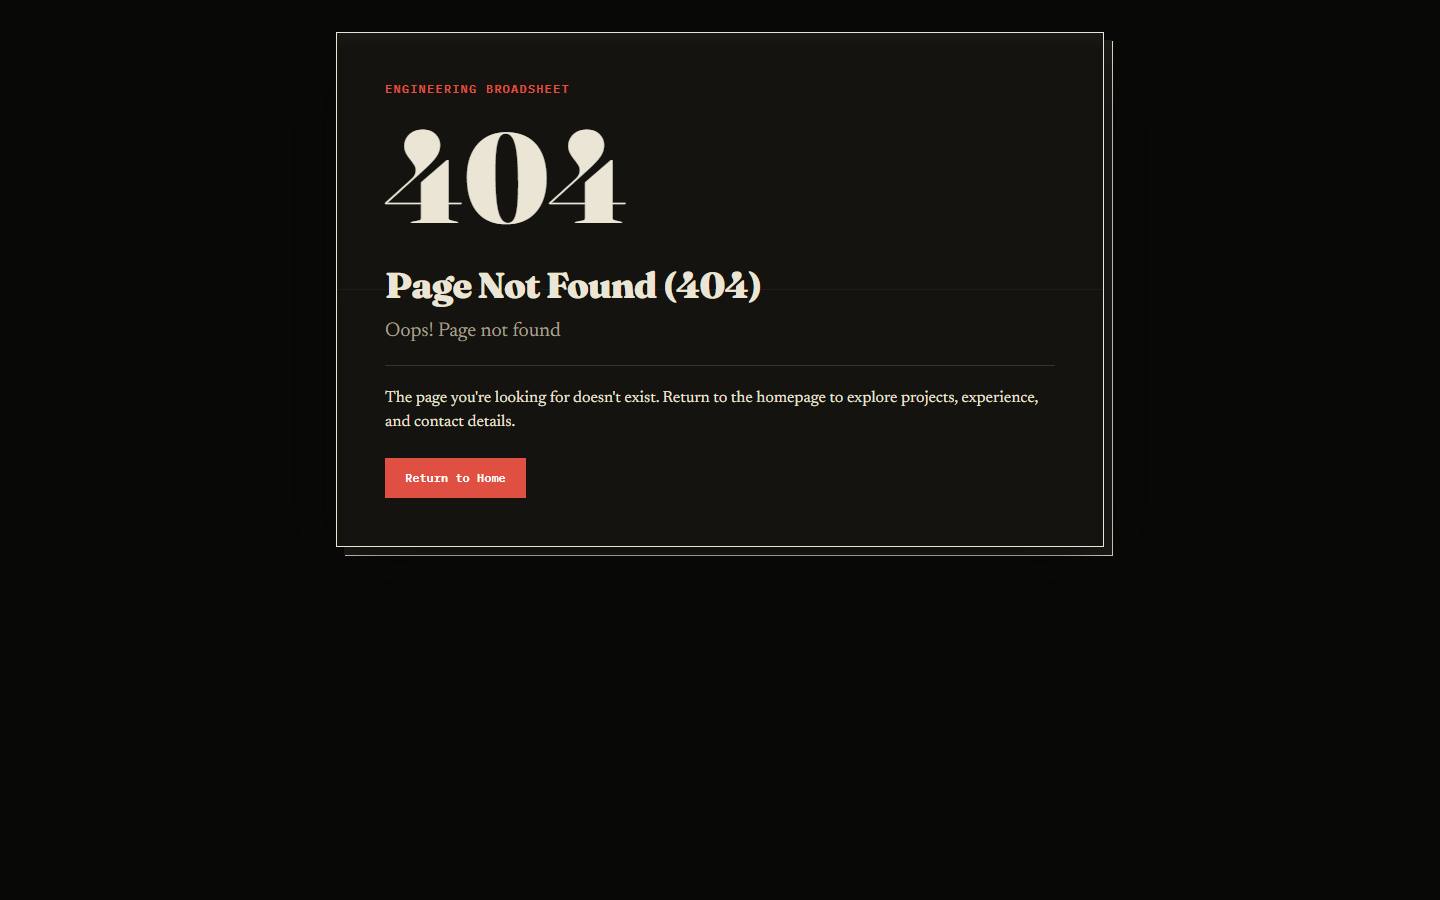 ENGINEERING BROADSHEET
404
Page Not Found (404)
Oops! Page not found
The page you're looking for doesn't exist. Return to the homepage to explore projects, experience,
and contact details.
Return to Home